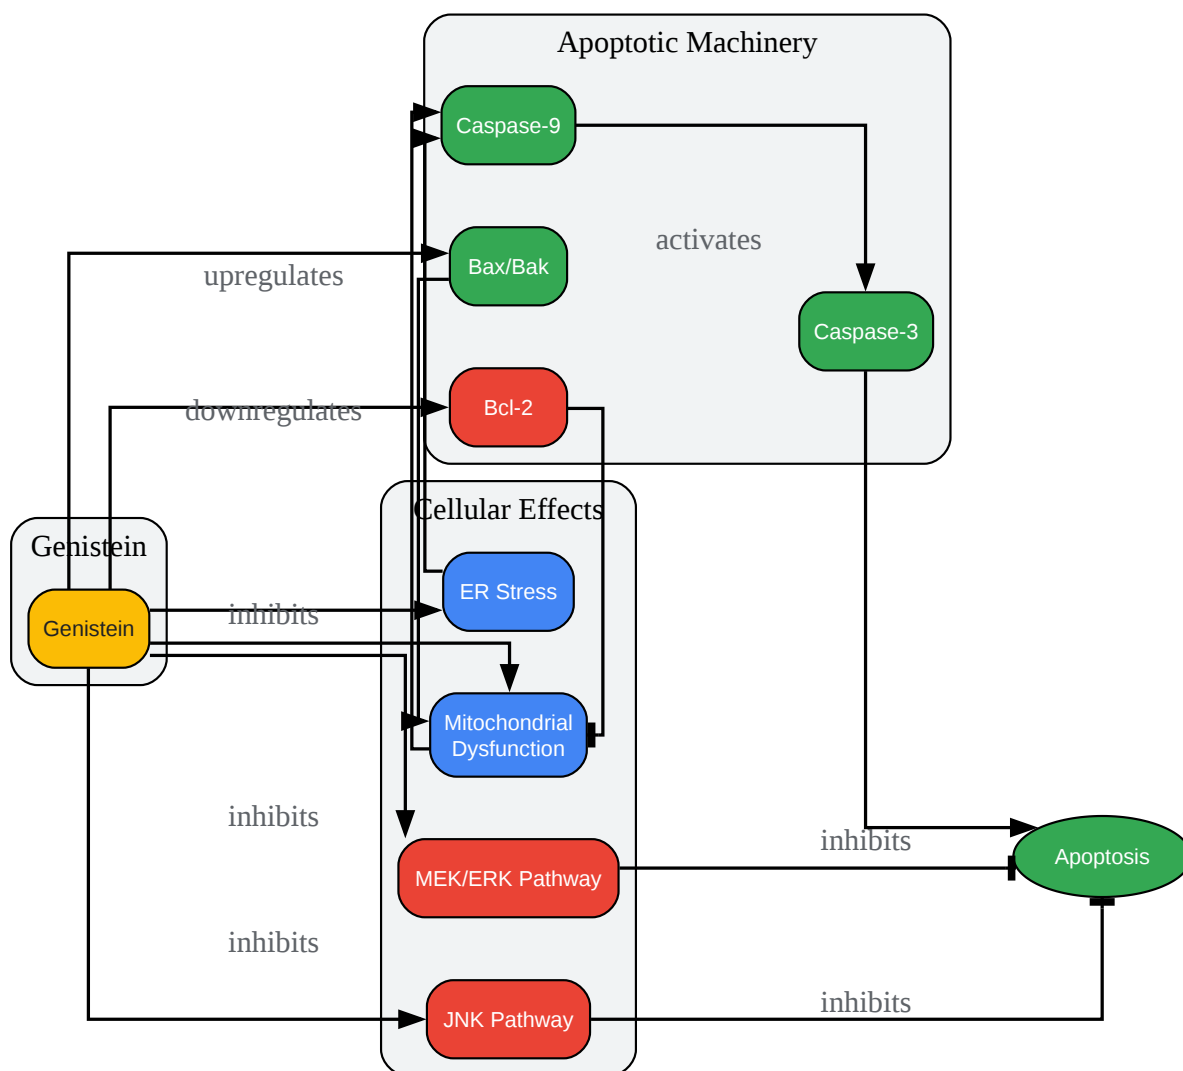 Apoptotic Machinery
Caspase-9
activates
Bax/Bak
upregulates
Caspase-3
Bcl-2
downregulates
Cellular Effects
Genistein
ER Stress
inhibits
Genistein
Mitochondrial
Dysfunction
inhibits
inhibits
Apoptosis
MEK/ERK Pathway
inhibits
inhibits
JNK Pathway